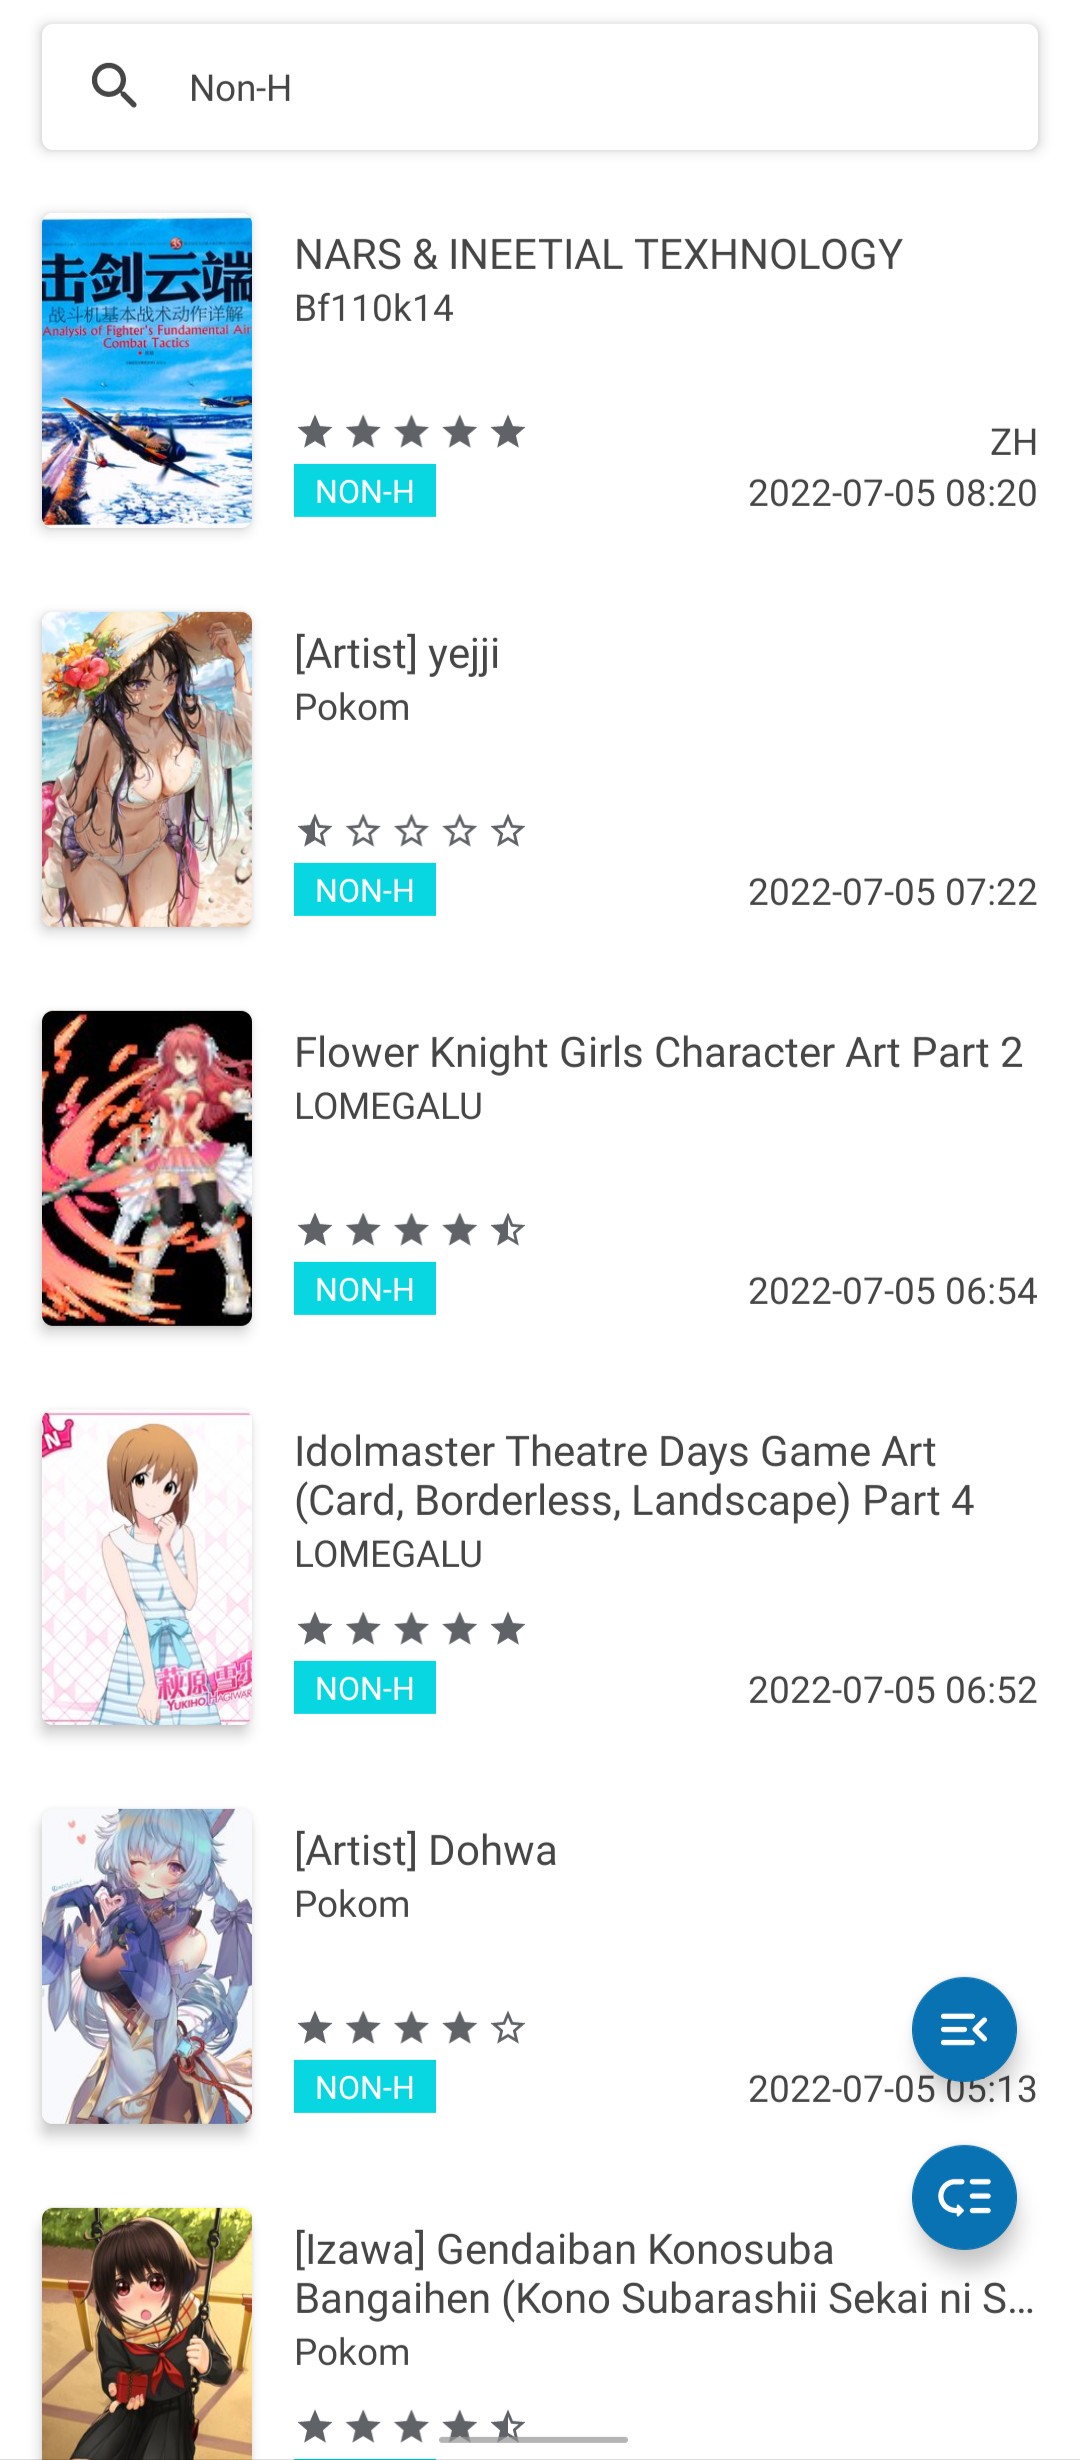 Non-H
35
击剑云端
战斗机基本战术动作详解
Analysis of Fighter's Fundamental Air
Combat Tactics
NARS & INEETIAL TEXHNOLOGY
Bf110k14
ZH
NON-H
2022-07-05 08:20
[Artist] yejji
Pokom
NON-H
2022-07-05 07:22
Flower Knight Girls Character Art Part 2
LOMEGALU
NON-H
2022-07-05 06:54
N
萩原雪歩
YUKIHO HAGIWAR
Idolmaster Theatre Days Game Art
(Card, Borderless, Landscape) Part 4
LOMEGALU
NON-H
2022-07-05 06:52
[Artist] Dohwa
Pokom
NON-H
2022-07-05 05:13
[Izawa] Gendaiban Konosuba
Bangaihen (Kono Subarashii Sekai ni S...
Pokom